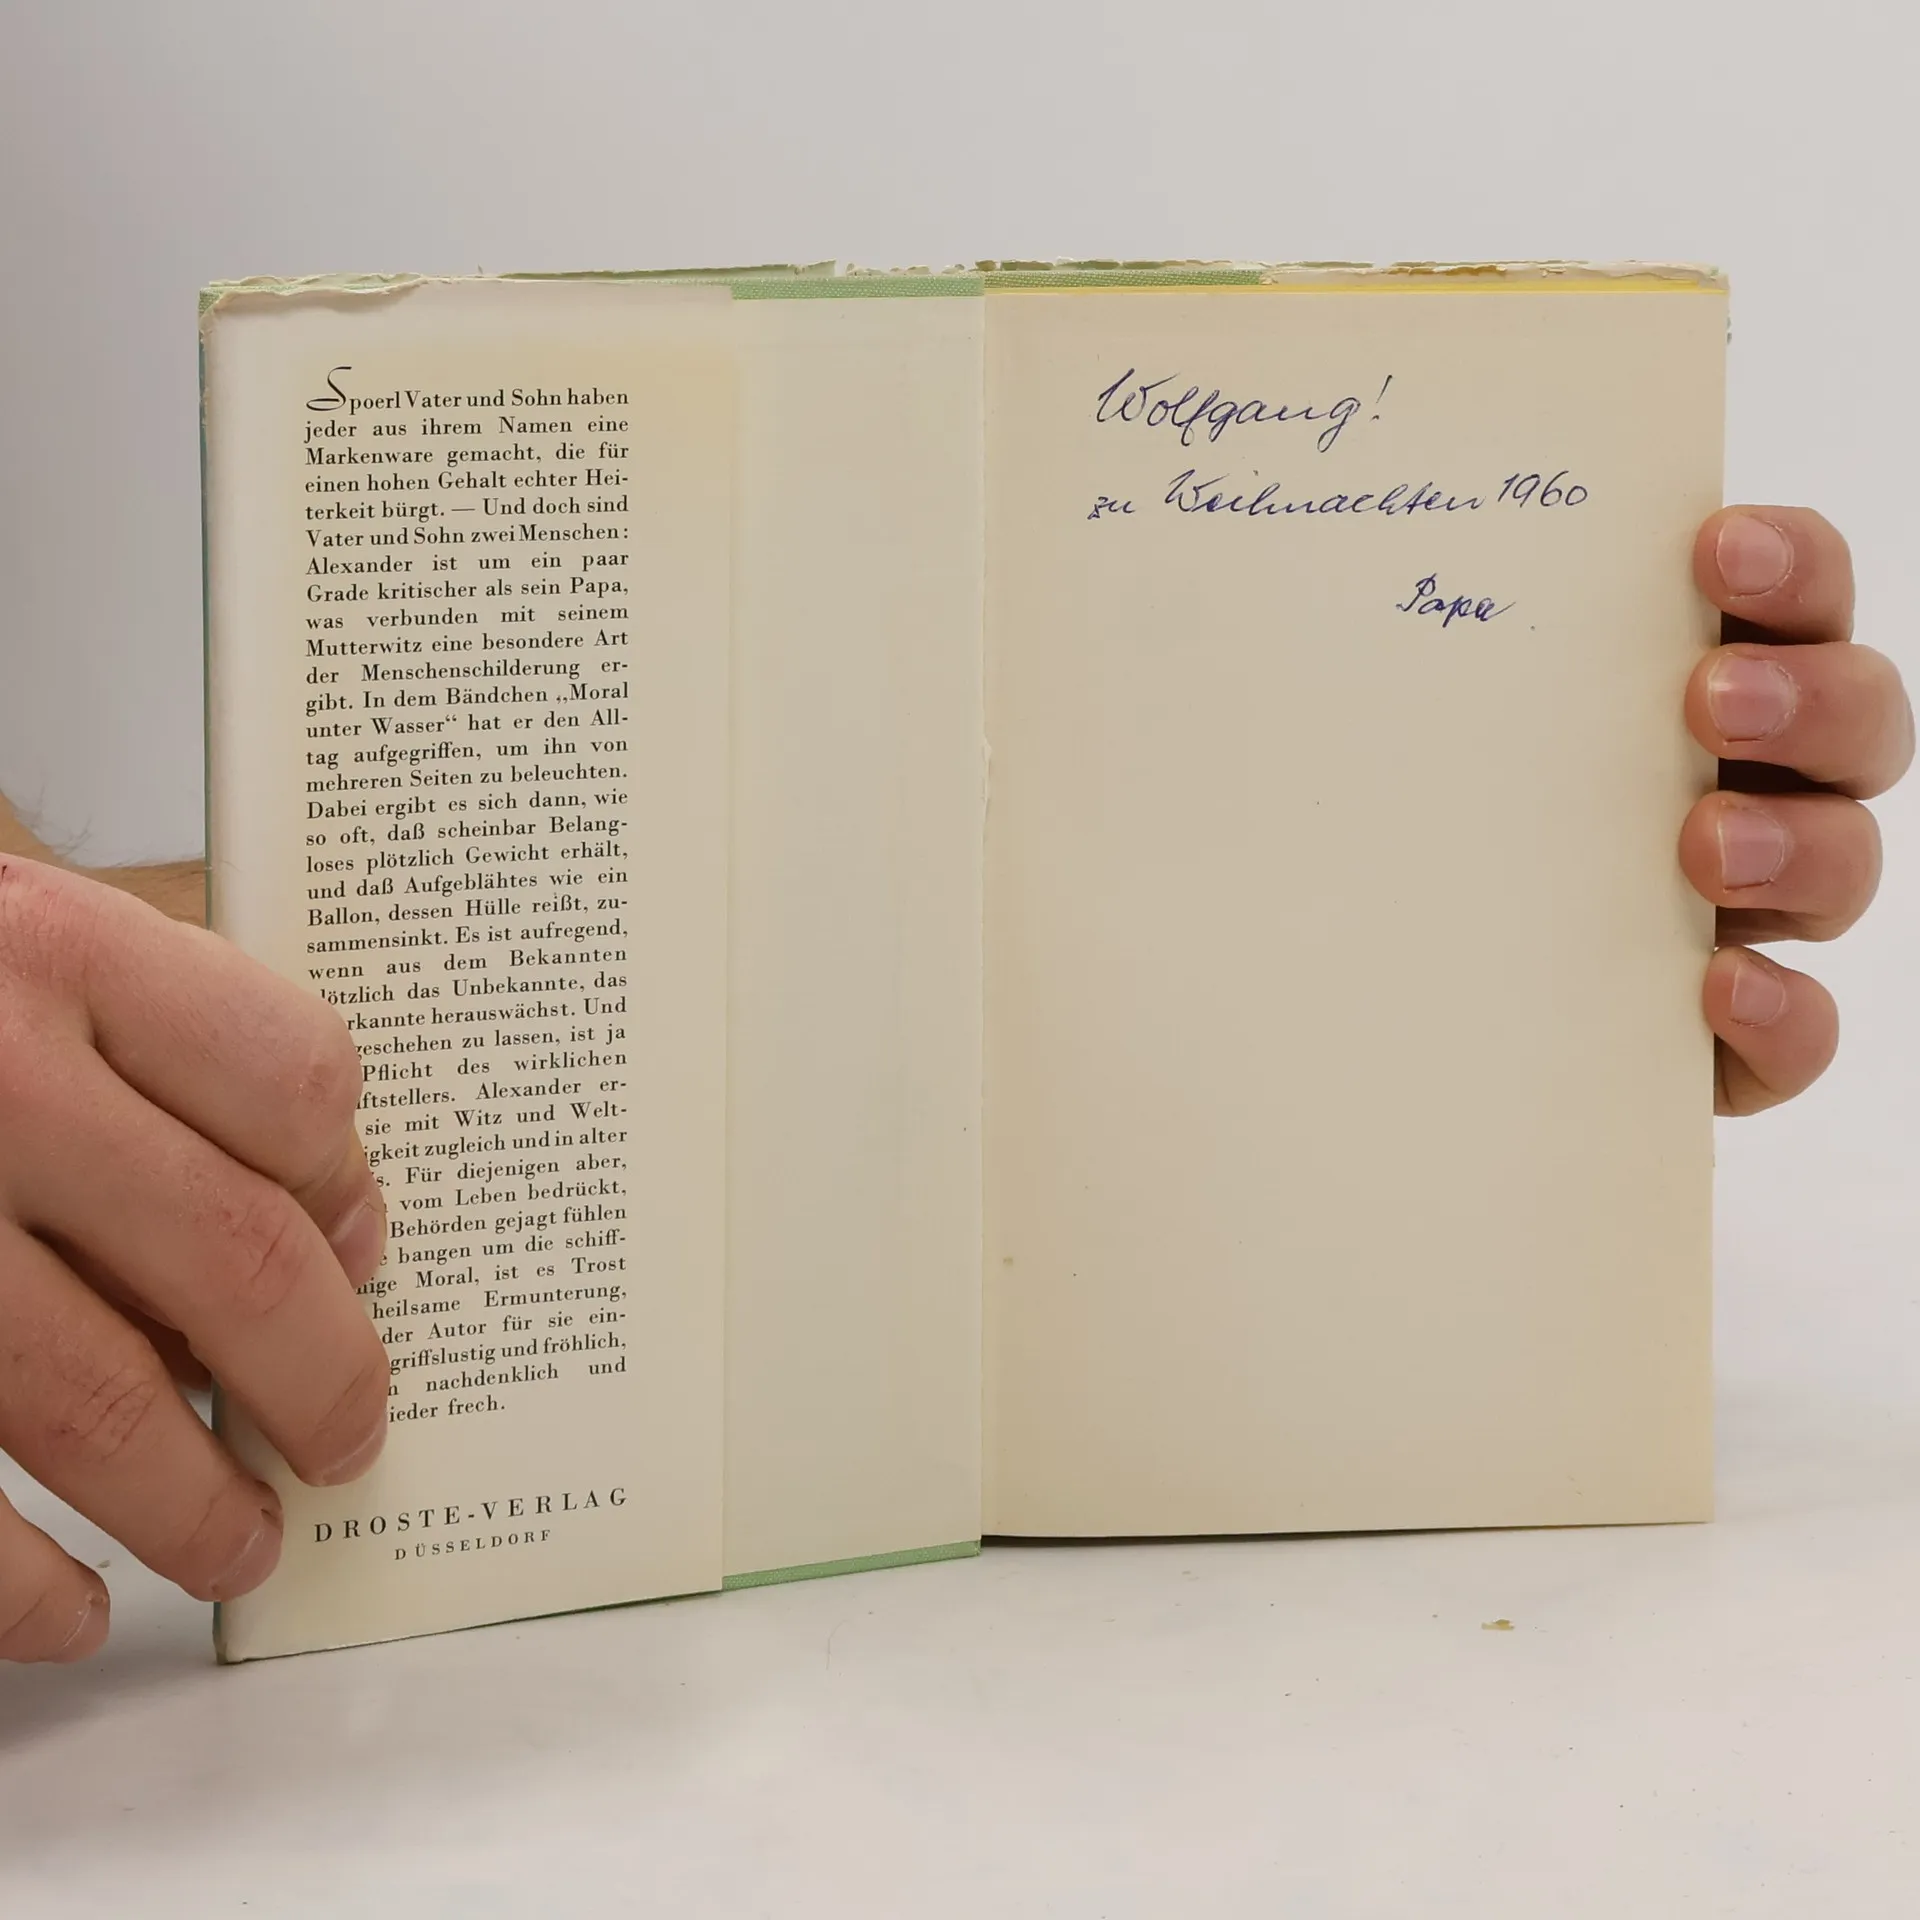 Spoerl Vater und Sohn haben
jeder aus ihrem Namen eine
Markenware gemacht, die für
einen hohen Gehalt echter Hei-
terkeit bürgt. — Und doch sind
Vater und Sohn zwei Menschen:
Alexander ist um ein paar
Grade kritischer als sein Papa,
was verbunden mit seinem
Mutterwitz eine besondere Art
der Menschenschilderung er-
gibt. In dem Bändchen „Moral
unter Wasser“ hat er den All-
tag aufgegriffen, um ihn von
mehreren Seiten zu beleuchten.
Dabei ergibt es sich dann, wie
so oft, daß scheinbar Belang-
loses plötzlich Gewicht erhält,
und daß Aufgeblähtes wie ein
Ballon, dessen Hülle reißt, zu-
sammensinkt. Es ist aufregend,
wenn aus dem Bekannten
lötzlich das Unbekannte, das
rkannte herauswächst. Und
geschehen zu lassen, ist ja
Pflicht des wirklichen
ftstellers. Alexander er-
sie mit Witz und Welt-
igkeit zugleich und in alter
s. Für diejenigen aber,
vom Leben bedrückt,
Behörden gejagt fühlen
e bangen um die schiff-
ige Moral, ist es Trost
heilsame Ermunterung,
der Autor für sie ein-
griffslustig und fröhlich,
n nachdenklich und
ieder frech.
DROSTE-VERLAG
DÜSSELDORF
Wolfgang!
zu Weihnachten 1960
Papa